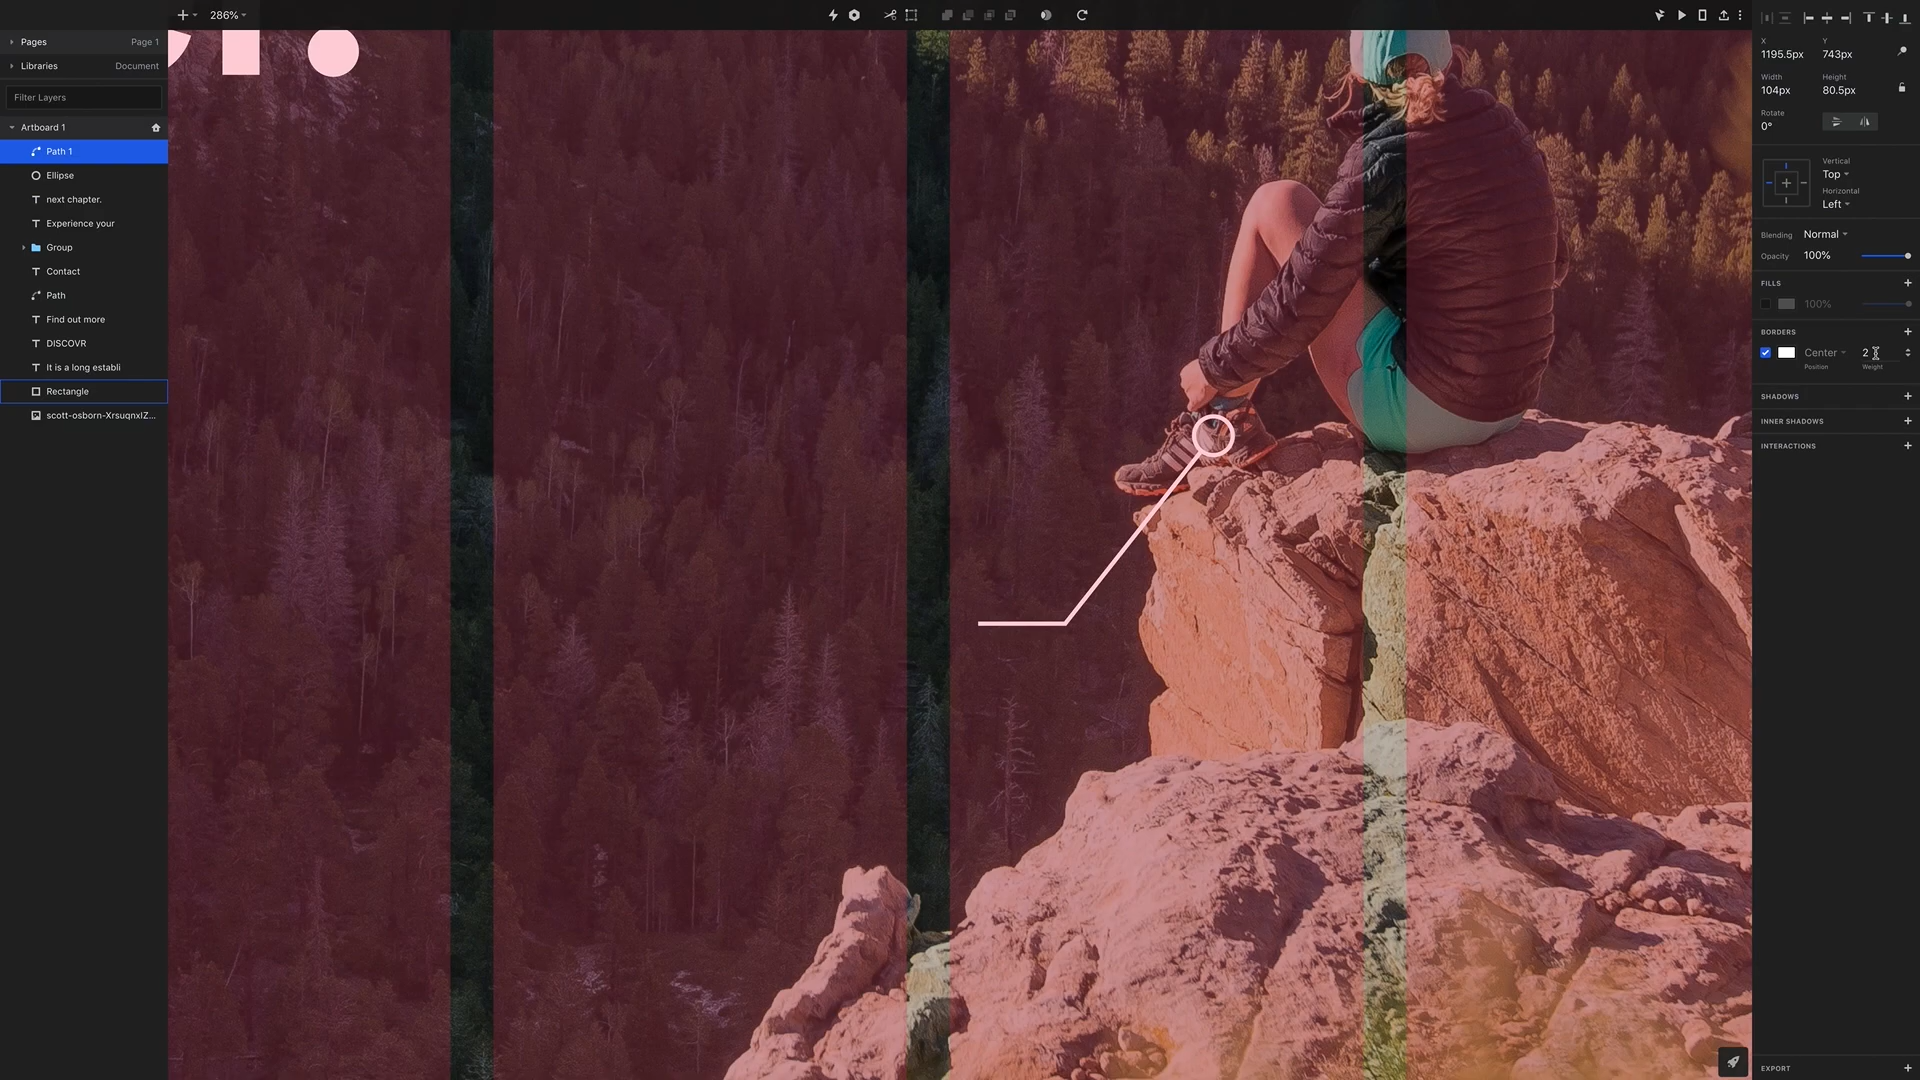 286%
Pages
Page 1
Libraries
Document
Filter Layers
Artboard 1
Path 1
Ellipse
next chapter.
Experience your
Group
Contact
Path
Find out more
DISCOVR
It is a long establi
Rectangle
scott-osborn-XrsuqnxIZ...
X
Y
1195.5px
743px
Width
Height
104px
80.5px
Rotate
0°
Vertical
Top
Horizontal
Left
Blending
Normal
Opacity
100%
FILLS
100%
BORDERS
Center
2
Position
Weight
SHADOWS
INNER SHADOWS
INTERACTIONS
EXPORT